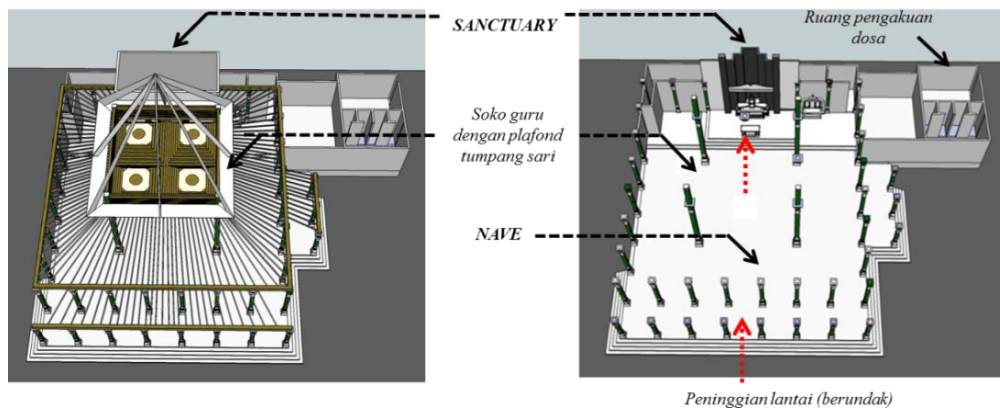 SANCTUARY
Ruang pengakuan
dosa
Soko guru
dengan plafond
tumpang sari
NAVE
Peninggian lantai (berundak)